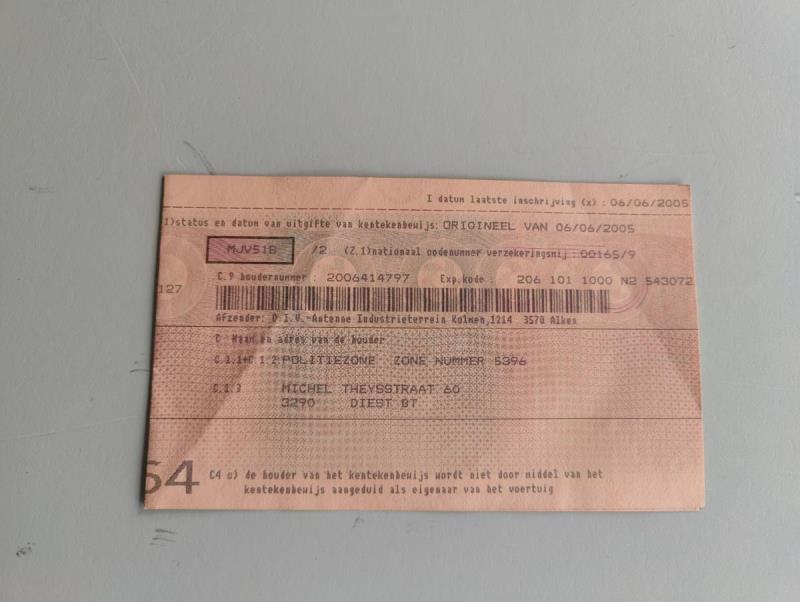 I datum laatste inschrijving (x) : 06/06/2005
I)status en datum van uitgifte van kentekenbewijs: ORIGINEEL VAN 06/06/2005
MJV518 /2 (Z.1)nationaal codenummer verzekeringsmij : 00165/9
C.9 houdernummer : 2006414797 Exp.kode : 206 101 1000 N2 543072
127
Afzender: D.I.V.-Antenne Industrieterrein Kolmen,1214 3570 Alken
C Naam en adres van de houder
C.1.1+C.1.2 POLITIEZONE ZONE NUMMER 5396
C.1.3 MICHEL THEYSSTRAAT 60
3290 DIEST BT
64 C4 c) de houder van het kentekenbewijs wordt niet door middel van het
kentekenbewijs aangeduid als eigenaar van het voertuig